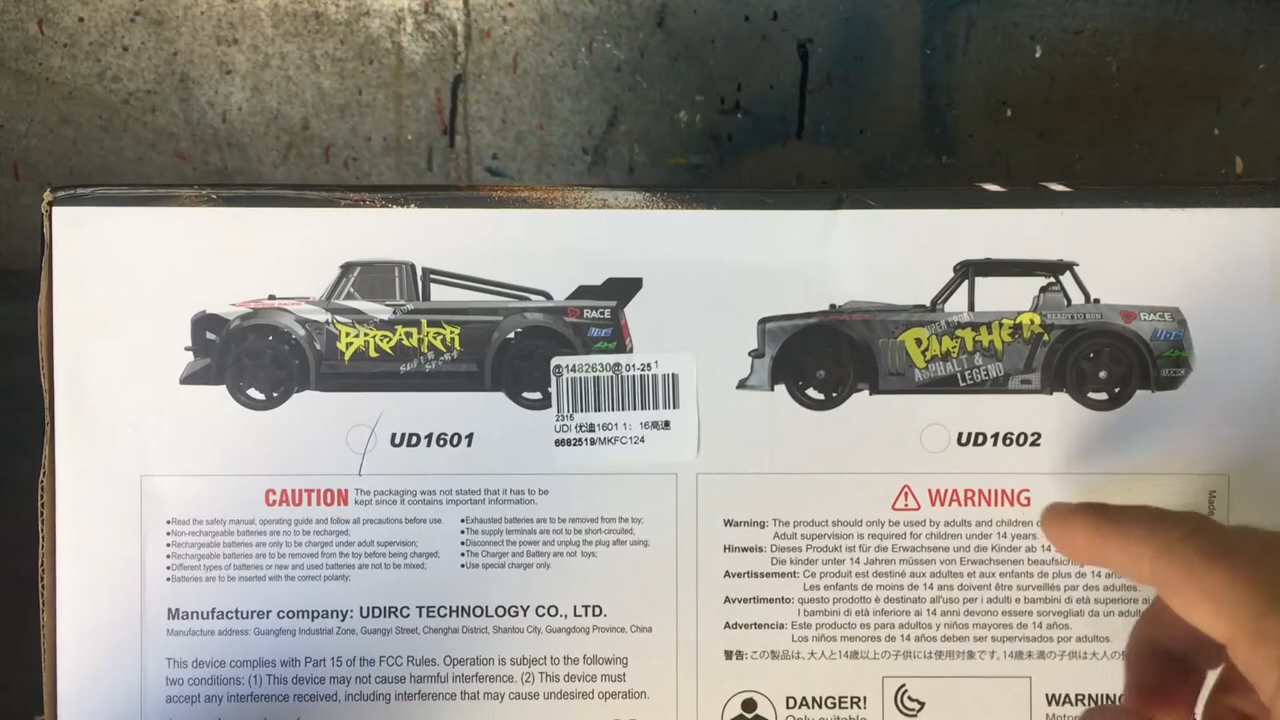 BREAHER
SUPER
SPORT
RACE
UDI
4x4
SUPER SPORT
PANTHER
ASPHALT &
LEGEND
READY TO RUN
RACE
UDI
4x4
UDIRC
@1482630@ 01-25 1
2315
UDI 优迪1601 1：16高速
6682519/MKFC124
UD1601
UD1602
CAUTION
The packaging was not stated that it has to be
kept since it contains important information.
●Read the safety manual, operating guide and follow all precautions before use.
●Non-rechargeable batteries are no to be recharged;
●Rechargeable batteries are only to be charged under adult supervision;
●Rechargeable batteries are to be removed from the toy before being charged;
●Different types of batteries or new and used batteries are not to be mixed;
●Batteries are to be inserted with the correct polarity;
●Exhausted batteries are to be removed from the toy;
●The supply terminals are not to be short-circuited;
●Disconnect the power and unplug the plug after using;
●The Charger and Battery are not toys;
●Use special charger only.
Manufacturer company: UDIRC TECHNOLOGY CO., LTD.
Manufacture address: Guangfeng Industrial Zone, Guangyi Street, Chenghai District, Shantou City, Guangdong Province, China
This device complies with Part 15 of the FCC Rules. Operation is subject to the following
two conditions: (1) This device may not cause harmful interference. (2) This device must
accept any interference received, including interference that may cause undesired operation.
WARNING
Made
Warning: The product should only be used by adults and children
Adult supervision is required for children under 14 years.
Hinweis: Dieses Produkt ist für die Erwachsene und die Kinder ab 14
Die kinder unter 14 Jahren müssen von Erwachsenen
Avertissement: Ce produit est destiné aux adultes et aux enfants de plus de 14
Les enfants de moins de 14 ans doivent être surveillés par des adultes.
Avvertimento: questo prodotto è destinato all'uso per i adulti e bambini di età superiore
I bambini di età inferiore ai 14 anni devono essere sorvegliati da un
Advertencia: Este producto es para adultos y niños mayores de 14 años.
Los niños menores de 14 años deben ser supervisados por adultos.
警告: この製品は、大人と14歳以上の子供には使用対象です。14歳未満の子供は大人の
DANGER!
Only suitable
WARNING